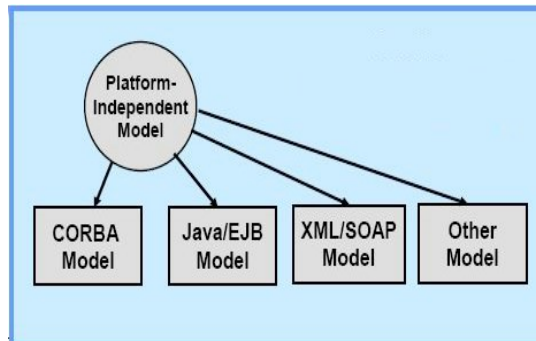 Platform-
Independent
Model
CORBA
Model
Java/EJB
Model
XML/SOAP
Model
Other
Model